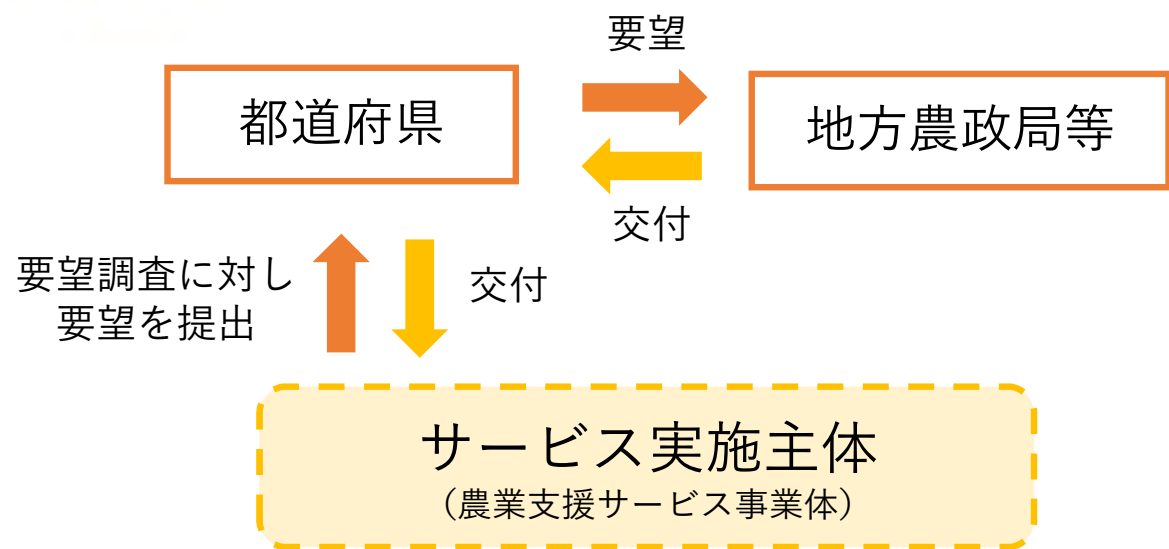 要望
都道府県
地方農政局等
交付
要望調査に対し
要望を提出
交付
サービス実施主体
（農業支援サービス事業体）